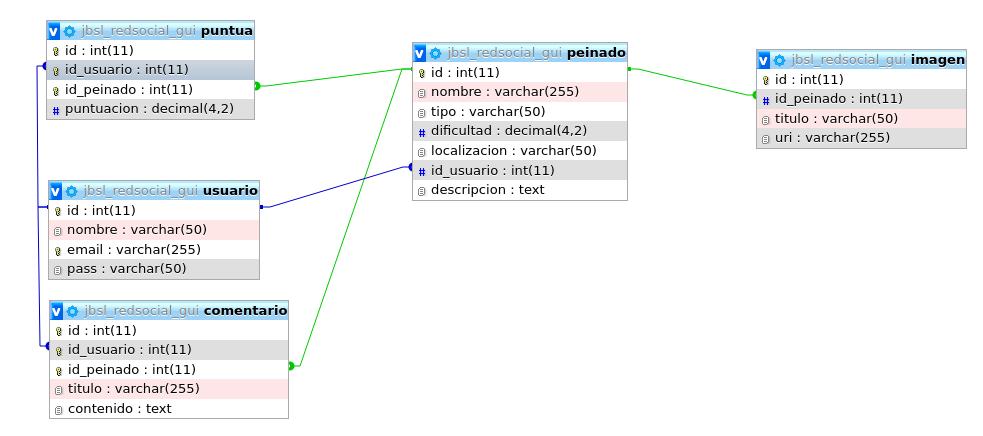 v jbsl_redsocial_gui puntua
id : int(11)
id_usuario : int(11)
id_peinado : int(11)
# puntuacion : decimal(4,2)
v jbsl_redsocial_gui usuario
id : int(11)
nombre : varchar(50)
email : varchar(255)
pass : varchar(50)
v jbsl_redsocial_gui comentario
id : int(11)
id_usuario : int(11)
id_peinado : int(11)
titulo : varchar(255)
contenido : text
v jbsl_redsocial_gui peinado
id : int(11)
nombre : varchar(255)
tipo : varchar(50)
# dificultad : decimal(4,2)
localizacion : varchar(50)
# id_usuario : int(11)
descripcion : text
v jbsl_redsocial_gui imagen
id : int(11)
# id_peinado : int(11)
titulo : varchar(50)
uri : varchar(255)